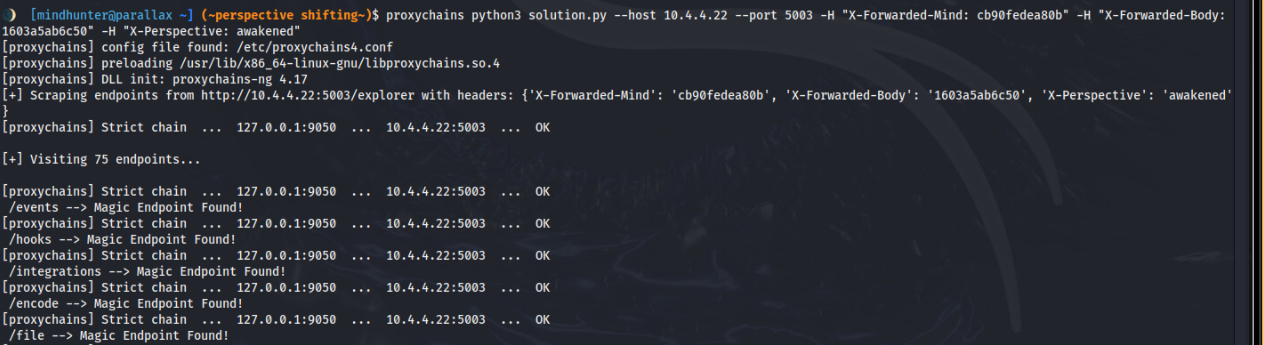 [mindhunter@parallax ~] (~perspective shifting~)$ proxychains python3 solution.py --host 10.4.4.22 --port 5003 -H "X-Forwarded-Mind: cb90fedea80b" -H "X-Forwarded-Body:
1603a5ab6c50" -H "X-Perspective: awakened"
[proxychains] config file found: /etc/proxychains4.conf
[proxychains] preloading /usr/lib/x86_64-linux-gnu/libproxychains.so.4
[proxychains] DLL init: proxychains-ng 4.17
[+] Scraping endpoints from http://10.4.4.22:5003/explorer with headers: {'X-Forwarded-Mind': 'cb90fedea80b', 'X-Forwarded-Body': '1603a5ab6c50', 'X-Perspective': 'awakened'
}
[proxychains] Strict chain  ...  127.0.0.1:9050  ...  10.4.4.22:5003  ...  OK
[+] Visiting 75 endpoints...
[proxychains] Strict chain  ...  127.0.0.1:9050  ...  10.4.4.22:5003  ...  OK
/events --> Magic Endpoint Found!
[proxychains] Strict chain  ...  127.0.0.1:9050  ...  10.4.4.22:5003  ...  OK
/hooks --> Magic Endpoint Found!
[proxychains] Strict chain  ...  127.0.0.1:9050  ...  10.4.4.22:5003  ...  OK
/integrations --> Magic Endpoint Found!
[proxychains] Strict chain  ...  127.0.0.1:9050  ...  10.4.4.22:5003  ...  OK
/encode --> Magic Endpoint Found!
[proxychains] Strict chain  ...  127.0.0.1:9050  ...  10.4.4.22:5003  ...  OK
/file --> Magic Endpoint Found!